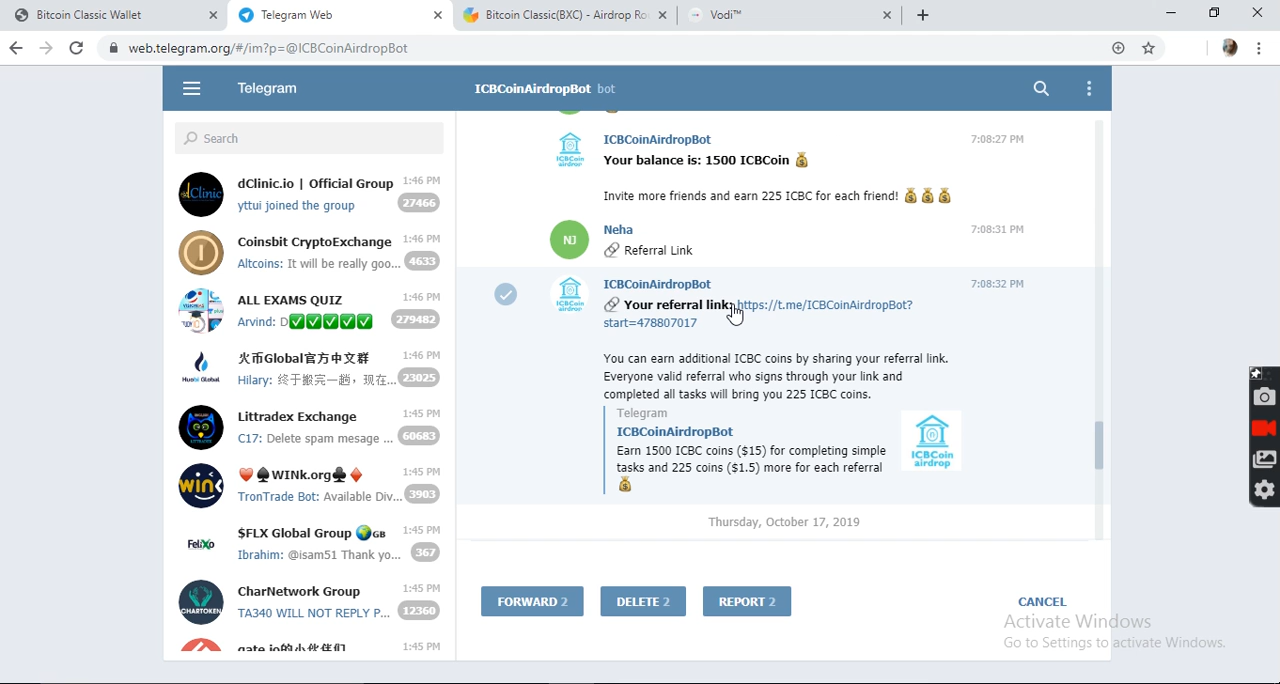 Bitcoin Classic Wallet
Telegram Web
Bitcoin Classic(BXC) - Airdrop Ro
Vodi™
web.telegram.org/#/im?p=@ICBCoinAirdropBot
Telegram
ICBCoinAirdropBot bot
Search
dClinic.io | Official Group 1:46 PM
yttui joined the group 27466
Coinsbit CryptoExchange 1:46 PM
Altcoins: It will be really goo... 4633
ALL EXAMS QUIZ 1:46 PM
Arvind: D✅✅✅✅✅ 279482
火币Global官方中文群 1:46 PM
Hilary: 终于搬完一趟，现在... 23025
Littradex Exchange 1:45 PM
C17: Delete spam mesage ... 60683
♥️♠️WINk.org♣️♦️ 1:45 PM
TronTrade Bot: Available Div... 3903
$FLX Global Group 🌍GB 1:45 PM
Ibrahim: @isam51 Thank yo... 367
CharNetwork Group 1:45 PM
TA340 WILL NOT REPLY P... 12360
gate.io的小伙伴们 1:45 PM
ICBCoinAirdropBot 7:08:27 PM
Your balance is: 1500 ICBCoin 💰
Invite more friends and earn 225 ICBC for each friend! 💰💰💰
NJ
Neha 7:08:31 PM
🔗 Referral Link
ICBCoinAirdropBot 7:08:32 PM
🔗 Your referral link: https://t.me/ICBCoinAirdropBot?
start=478807017
You can earn additional ICBC coins by sharing your referral link.
Everyone valid referral who signs through your link and
completed all tasks will bring you 225 ICBC coins.
Telegram
ICBCoinAirdropBot
Earn 1500 ICBC coins ($15) for completing simple
tasks and 225 coins ($1.5) more for each referral
💰
ICBCoin
airdrop
Thursday, October 17, 2019
FORWARD 2
DELETE 2
REPORT 2
CANCEL
Activate Windows
Go to Settings to activate Windows.